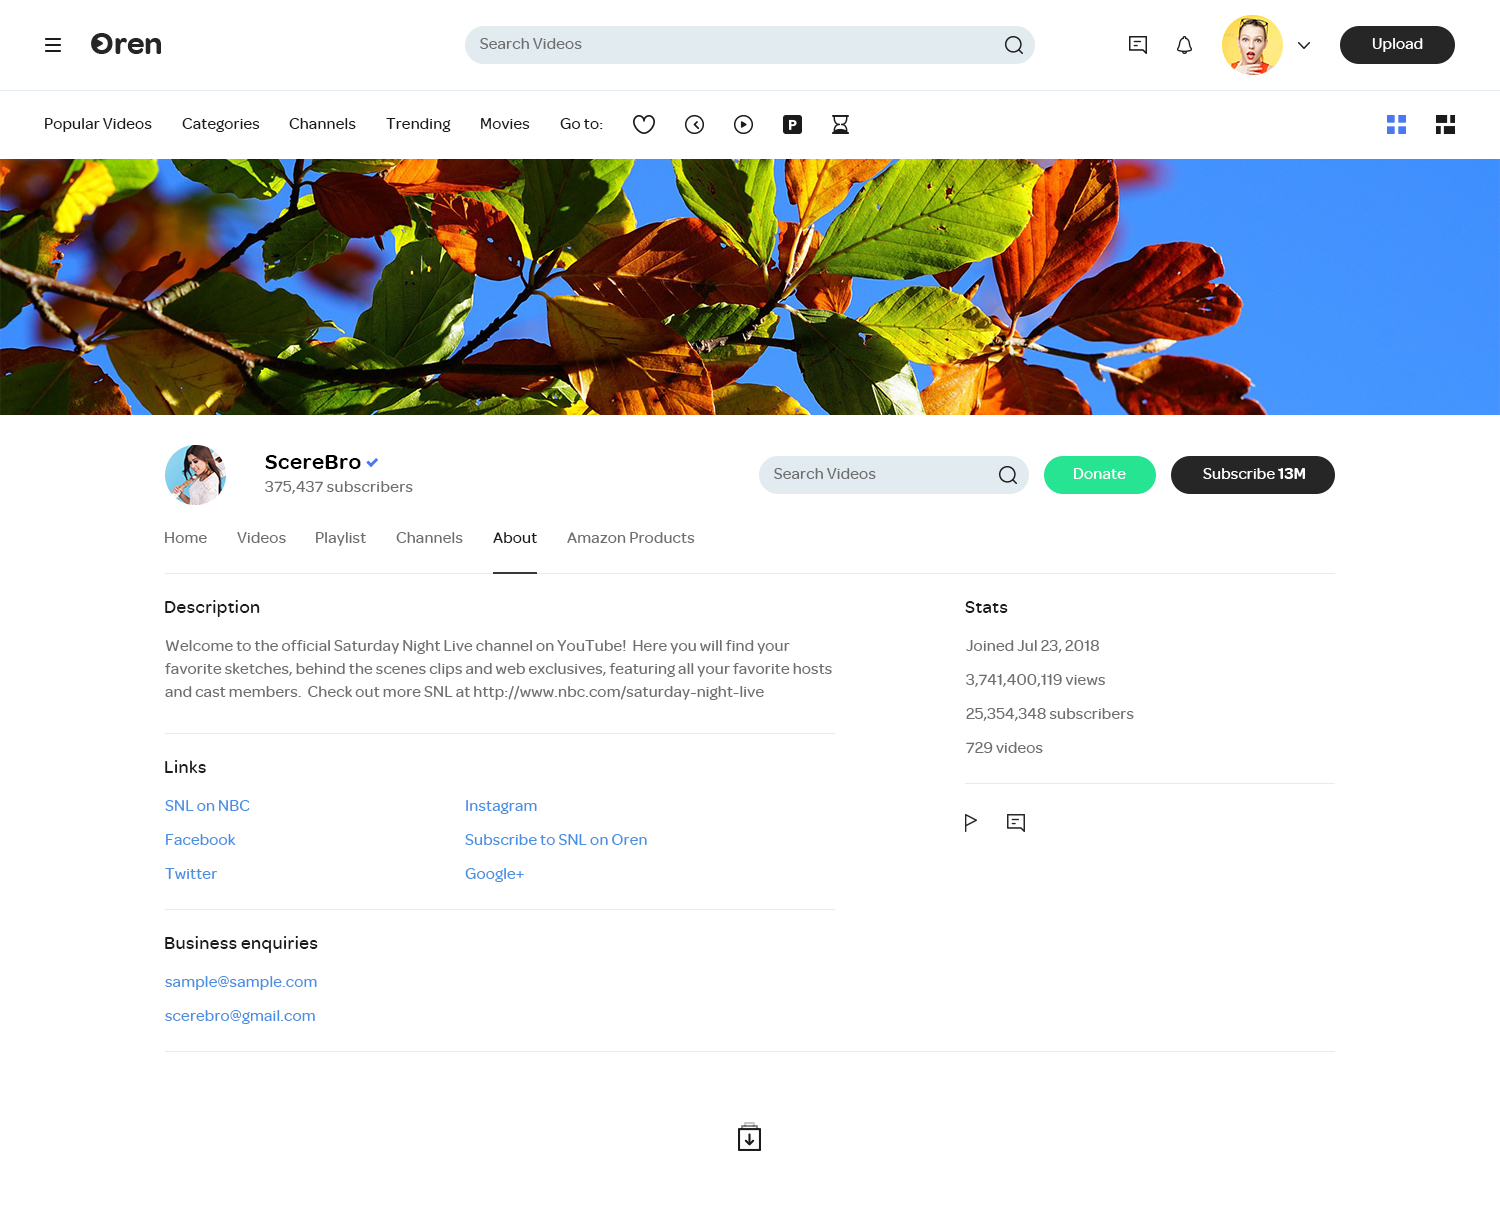 Oren
Search Videos
Upload
Popular Videos
Categories
Channels
Trending
Movies
Go to:
P
ScereBro
375,437 subscribers
Search Videos
Donate
Subscribe 13M
Home
Videos
Playlist
Channels
About
Amazon Products
Description
Welcome to the official Saturday Night Live channel on YouTube!  Here you will find your
favorite sketches, behind the scenes clips and web exclusives, featuring all your favorite hosts
and cast members.  Check out more SNL at http://www.nbc.com/saturday-night-live
Links
SNL on NBC
Instagram
Facebook
Subscribe to SNL on Oren
Twitter
Google+
Business enquiries
sample@sample.com
scerebro@gmail.com
Stats
Joined Jul 23, 2018
3,741,400,119 views
25,354,348 subscribers
729 videos